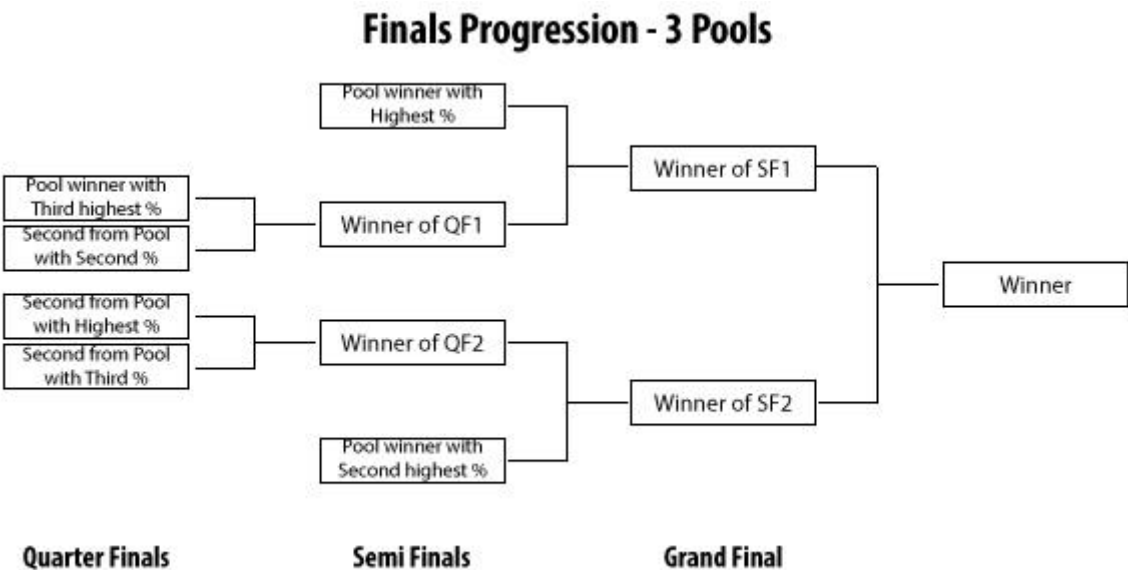 Finals Progression - 3 Pools
Pool winner with
Highest %
Winner of SF1
Pool winner with
Third highest %
Winner of QF1
Second from Pool
with Second %
Winner
Second from Pool
with Highest %
Winner of QF2
Second from Pool
with Third %
Winner of SF2
Pool winner with
Second highest %
Quarter Finals
Semi Finals
Grand Final